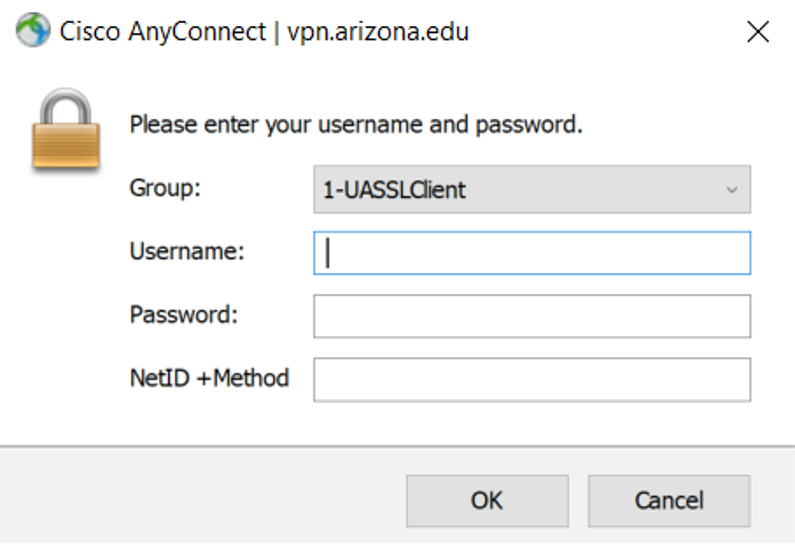 Cisco AnyConnect | vpn.arizona.edu
Please enter your username and password.
Group: 1-UASSLClient
Username:
Password:
NetID +Method
OK Cancel